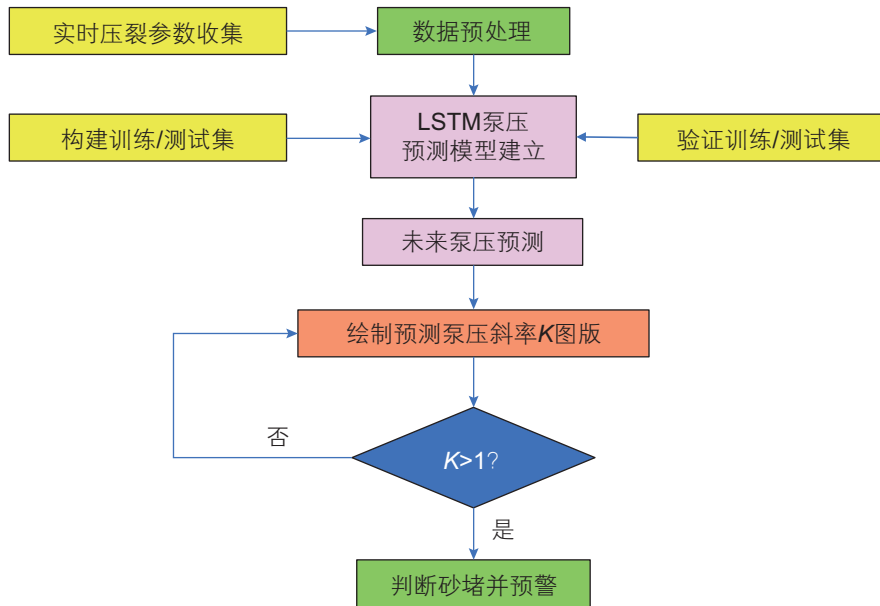 实时压裂参数收集
数据预处理
构建训练/测试集
LSTM泵压
预测模型建立
验证训练/测试集
未来泵压预测
绘制预测泵压斜率K图版
否
K>1?
是
判断砂堵并预警